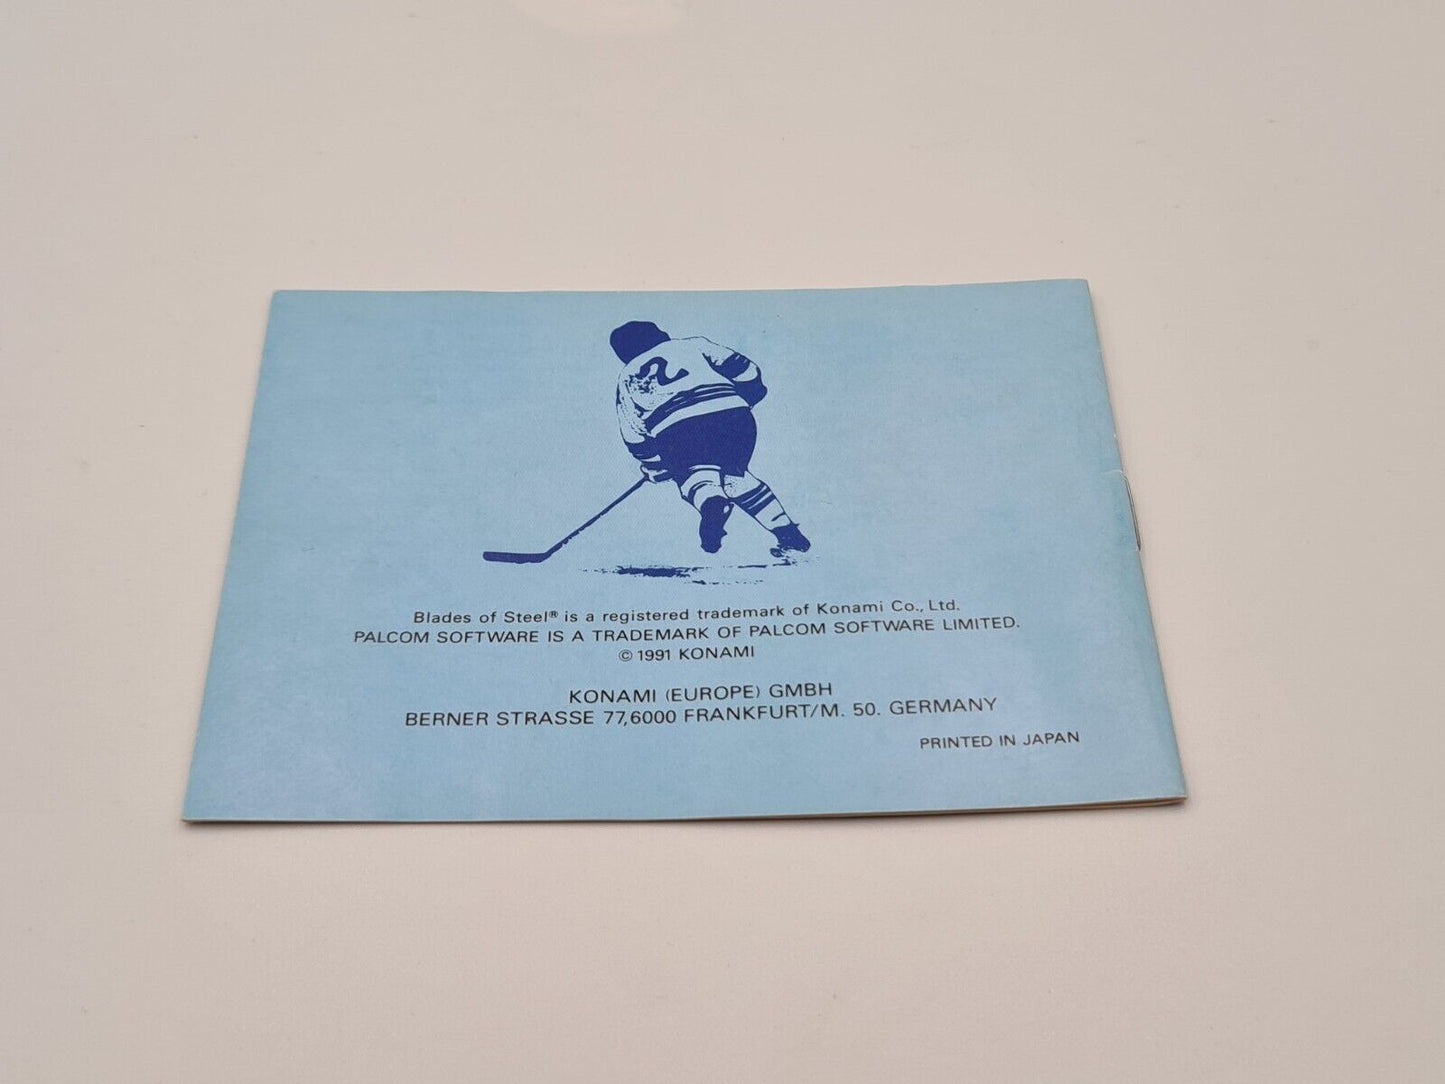 2
Blades of Steel® is a registered trademark of Konami Co., Ltd.
PALCOM SOFTWARE IS A TRADEMARK OF PALCOM SOFTWARE LIMITED.
© 1991 KONAMI
KONAMI (EUROPE) GMBH
BERNER STRASSE 77,6000 FRANKFURT/M. 50. GERMANY
PRINTED IN JAPAN